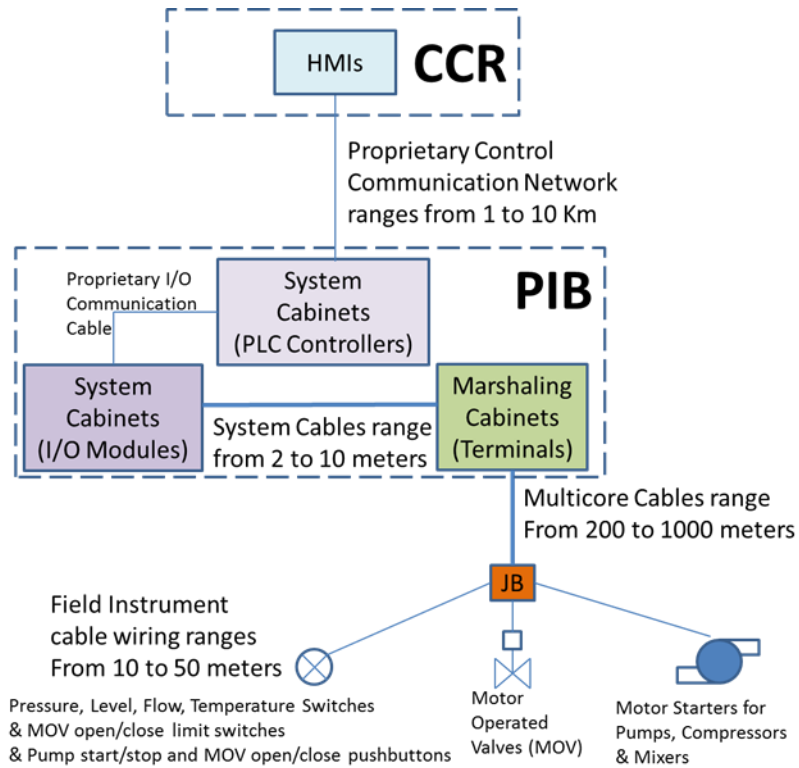 HMIs
CCR
Proprietary Control
Communication Network
ranges from 1 to 10 Km
Proprietary I/O
Communication
Cable
System
Cabinets
(PLC Controllers)
PIB
System
Cabinets
(I/O Modules)
System Cables range
from 2 to 10 meters
Marshaling
Cabinets
(Terminals)
Multicore Cables range
From 200 to 1000 meters
JB
Field Instrument
cable wiring ranges
From 10 to 50 meters
Pressure, Level, Flow, Temperature Switches
& MOV open/close limit switches
& Pump start/stop and MOV open/close pushbuttons
Motor
Operated
Valves (MOV)
Motor Starters for
Pumps, Compressors
& Mixers